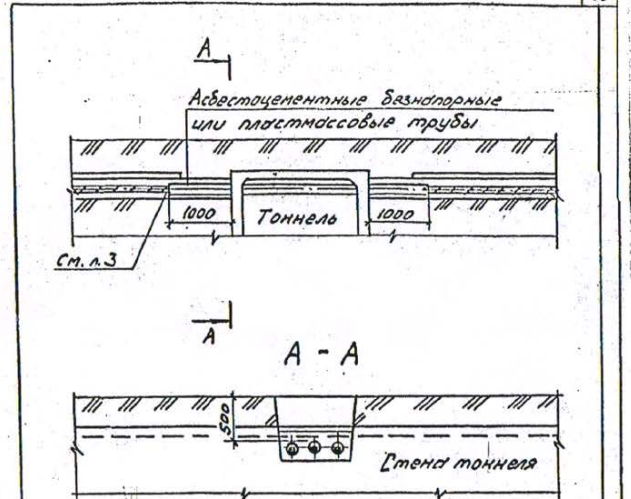 А
Асбестоцементные безнапорные
или пластмассовые трубы
1000
Тоннель
1000
См. л. 3
А
А - А
500
Стена тоннеля